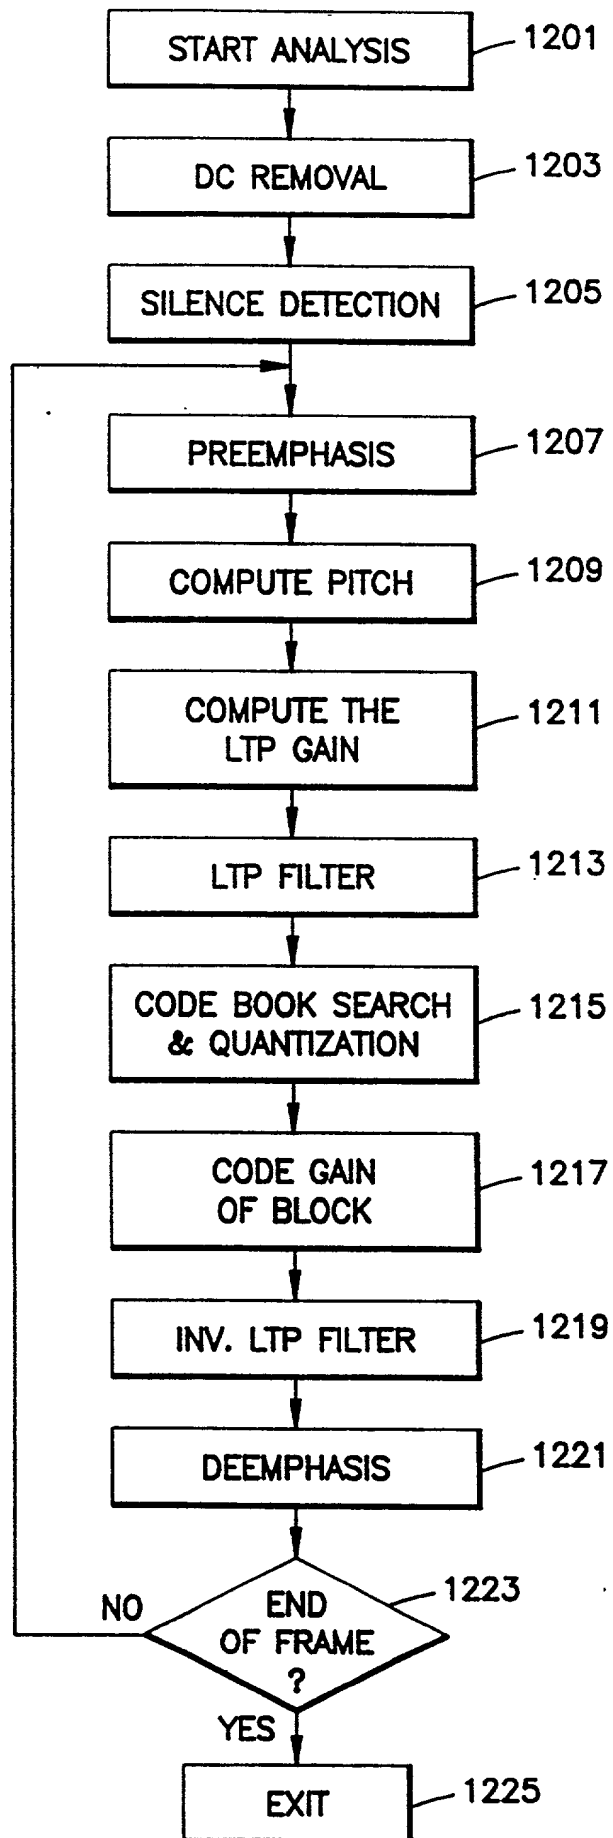 START ANALYSIS
1201
DC REMOVAL
1203
SILENCE DETECTION
1205
PREEMPHASIS
1207
COMPUTE PITCH
1209
COMPUTE THE
LTP GAIN
1211
LTP FILTER
1213
CODE BOOK SEARCH
& QUANTIZATION
1215
CODE GAIN
OF BLOCK
1217
INV. LTP FILTER
1219
DEEMPHASIS
1221
END
OF FRAME
?
1223
NO
YES
EXIT
1225